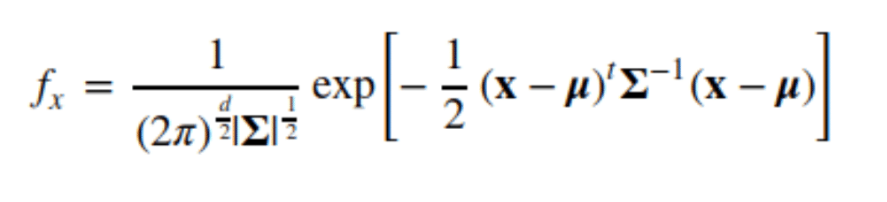 $f_x = \frac{1}{(2\pi)^{\frac{d}{2}}|\mathbf{\Sigma}|^{\frac{1}{2}}} \exp\left[-\frac{1}{2}(\mathbf{x}-\boldsymbol{\mu})^t\mathbf{\Sigma}^{-1}(\mathbf{x}-\boldsymbol{\mu})\right]$